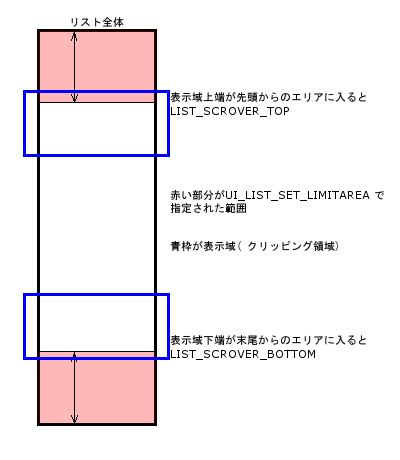 リスト全体
表示域上端が先頭からのエリアに入ると
LIST_SCROVER_TOP
赤い部分がUI_LIST_SET_LIMITAREA で
指定された範囲
青枠が表示域( クリッピング領域)
表示域下端が末尾からのエリアに入ると
LIST_SCROVER_BOTTOM